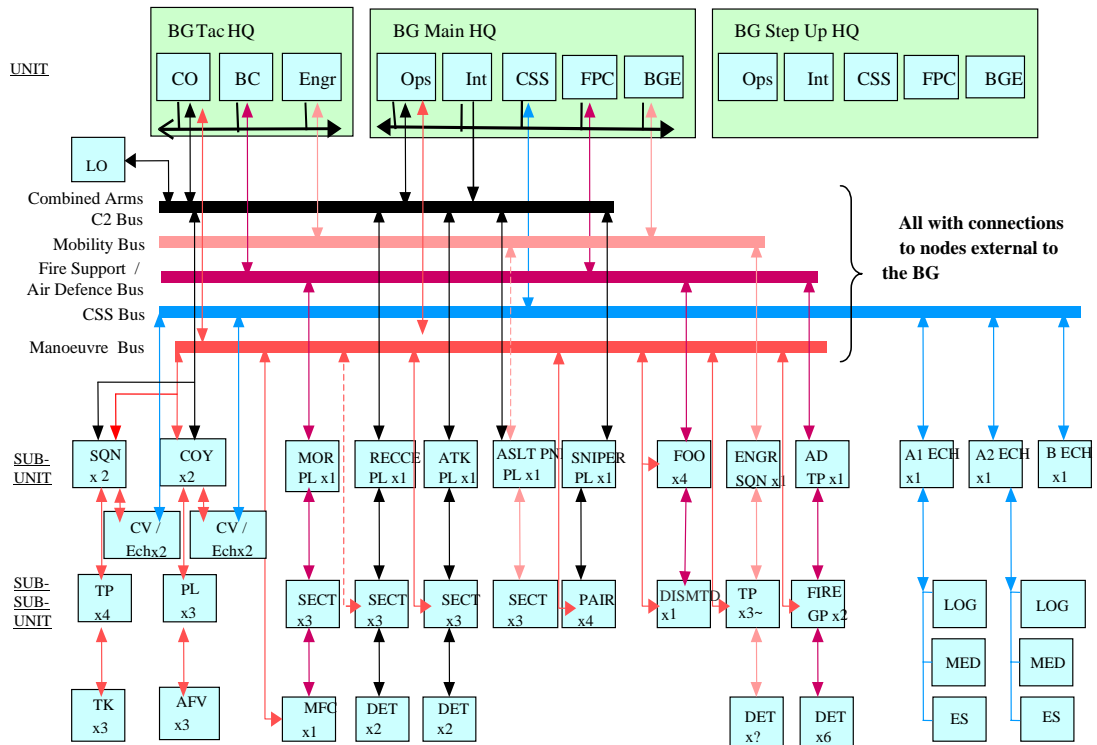 BG Tac HQ
BG Main HQ
BG Step Up HQ
UNIT
CO
BC
Engr
Ops
Int
CSS
FPC
BGE
Ops
Int
CSS
FPC
BGE
LO
Combined Arms
C2 Bus
Mobility Bus
Fire Support /
Air Defence Bus
CSS Bus
Manoeuvre Bus
All with connections
to nodes external to
the BG
SUB-
UNIT
SQN
x 2
COY
x2
MOR
PL x1
RECCE
PL x1
ATK
PL x1
ASLT PNR
PL x1
SNIPER
PL x1
FOO
x4
ENGR
SQN x1
AD
TP x1
A1 ECH
x1
A2 ECH
x1
B ECH
x1
CV /
Echx2
CV /
Echx2
SUB-
SUB-
UNIT
TP
x4
PL
x3
SECT
x3
SECT
x3
SECT
x3
SECT
x3
PAIR
x4
DISMTD
x1
TP
x3~
FIRE
GP x2
LOG
LOG
MED
MED
TK
x3
AFV
x3
MFC
x1
DET
x2
DET
x2
DET
x?
DET
x6
ES
ES